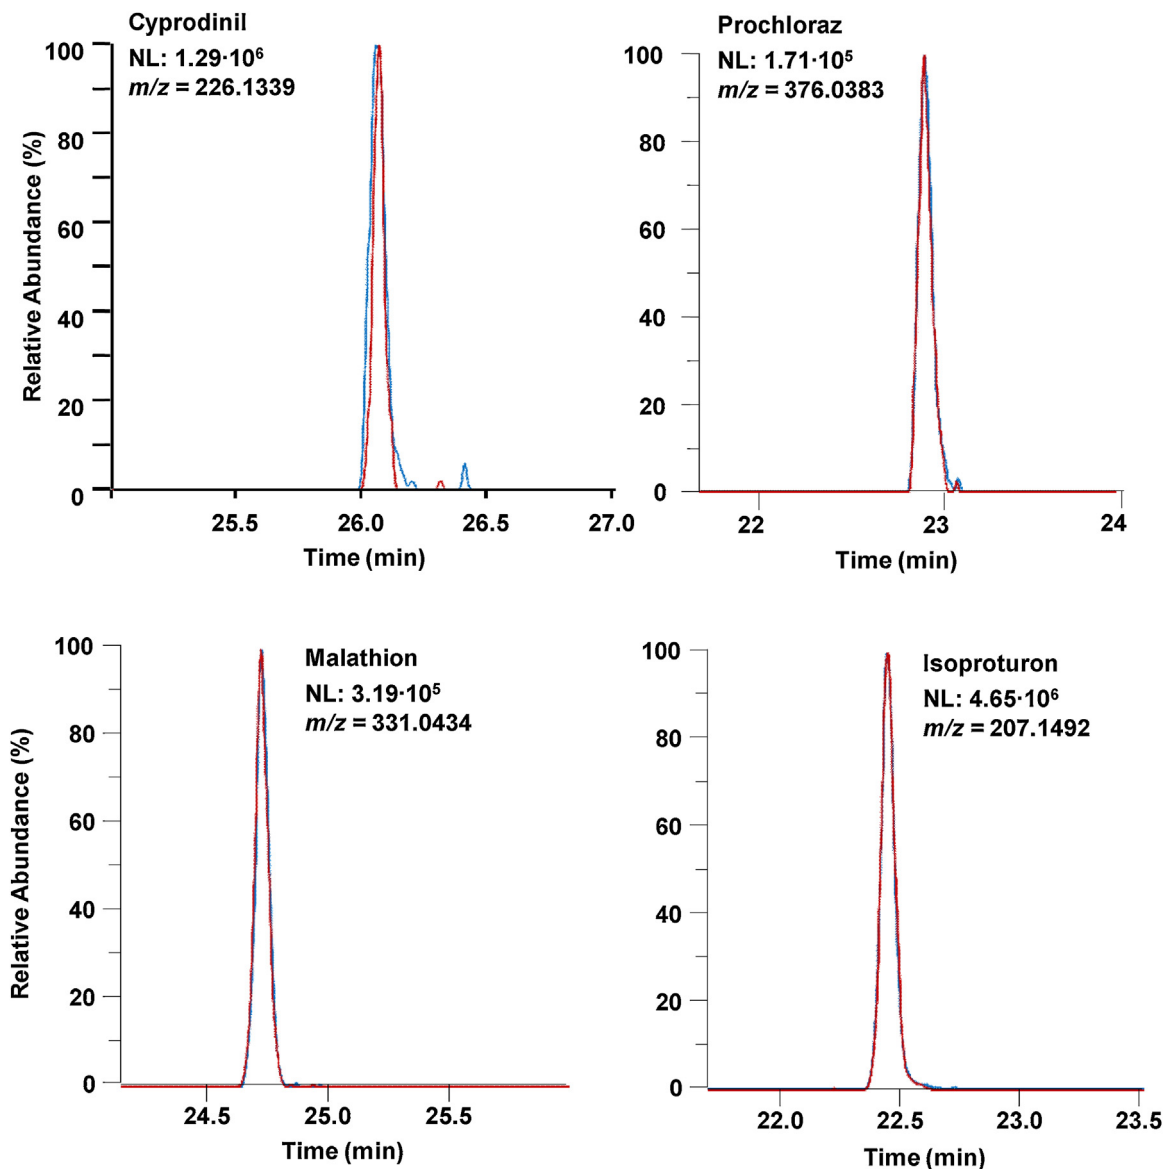 Cyprodinil
NL: 1.29·10⁶
m/z = 226.1339
Relative Abundance (%)
100
80
60
40
20
0
25.5 26.0 26.5 27.0
Time (min)
Prochloraz
NL: 1.71·10⁵
m/z = 376.0383
100
80
60
40
20
0
22 23 24
Time (min)
Malathion
NL: 3.19·10⁵
m/z = 331.0434
Relative Abundance (%)
100
80
60
40
20
0
24.5 25.0 25.5
Time (min)
Isoproturon
NL: 4.65·10⁶
m/z = 207.1492
100
80
60
40
20
0
22.0 22.5 23.0 23.5
Time (min)